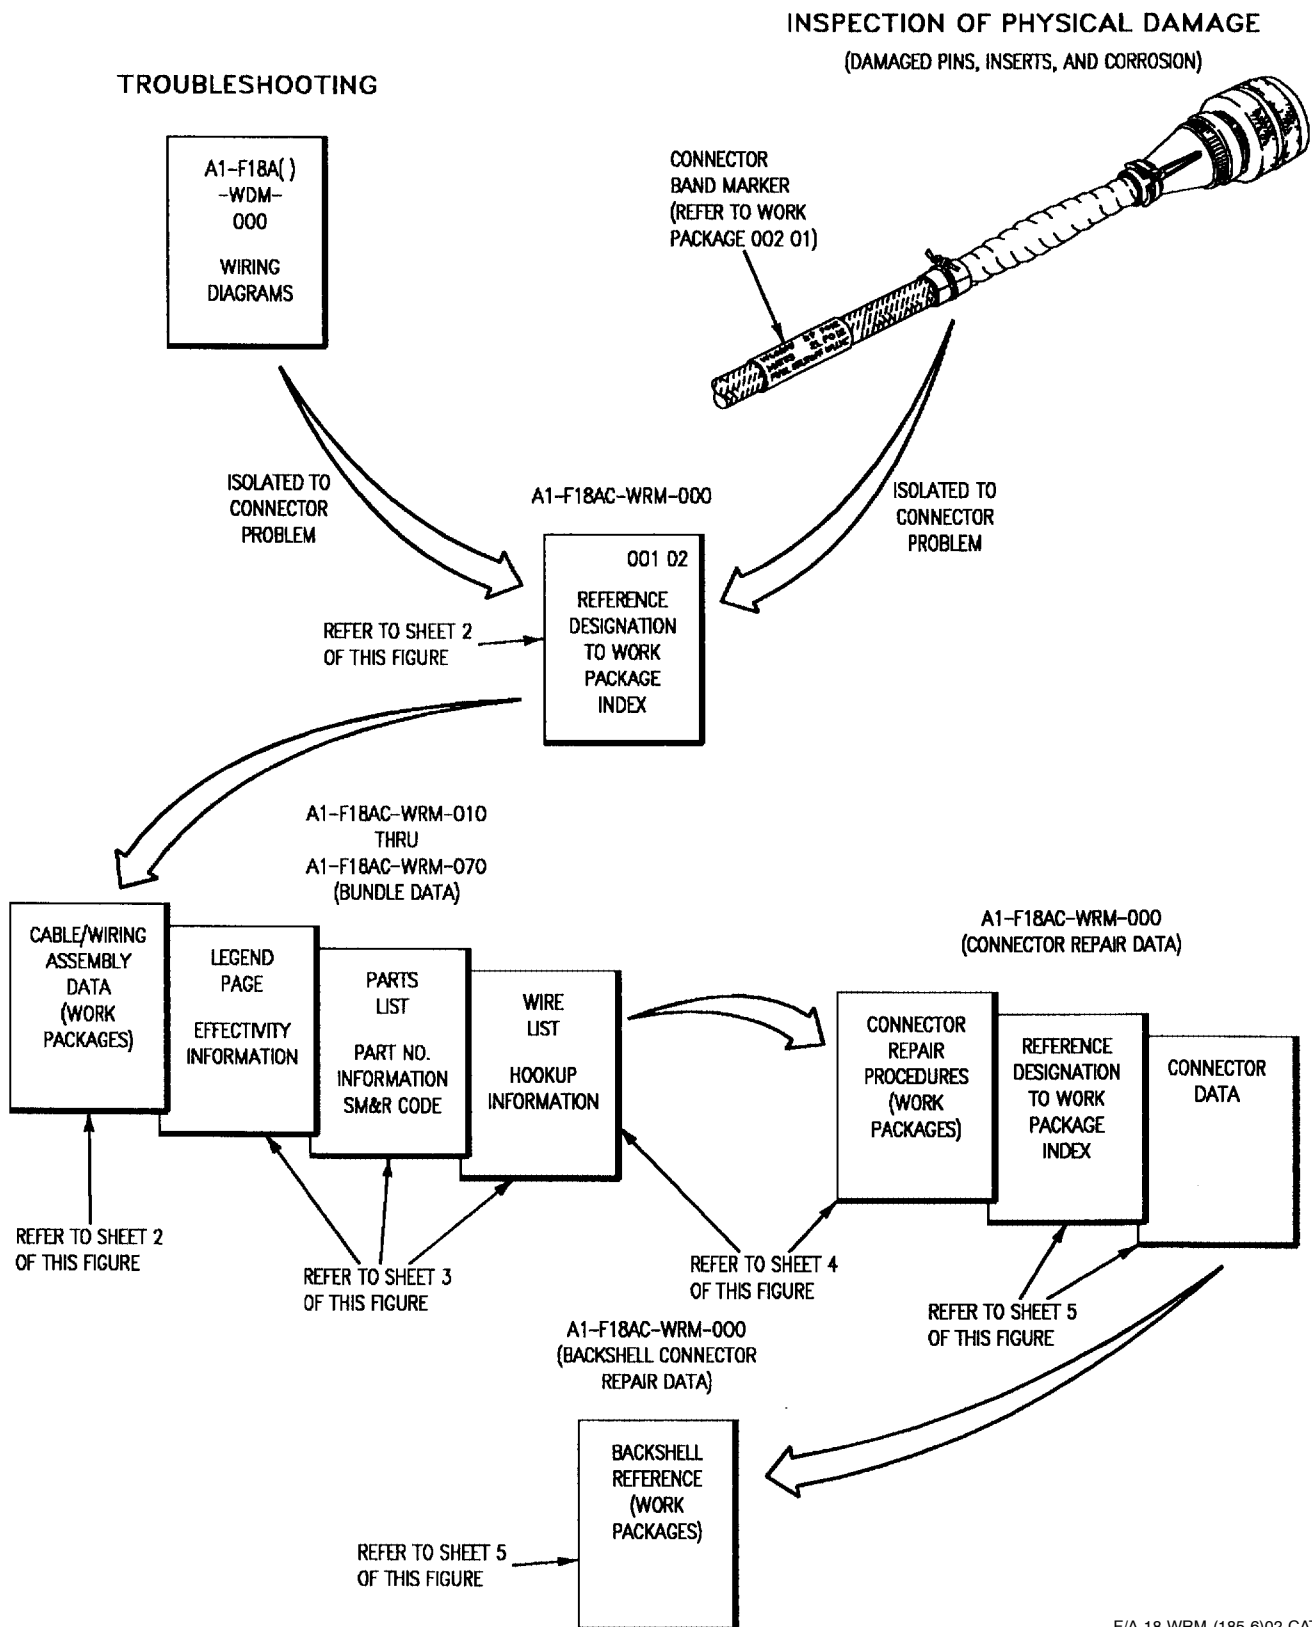 INSPECTION OF PHYSICAL DAMAGE
(DAMAGED PINS, INSERTS, AND CORROSION)
TROUBLESHOOTING
A1-F18A( )
-WDM-
000
WIRING
DIAGRAMS
CONNECTOR
BAND MARKER
(REFER TO WORK
PACKAGE 002 01)
ISOLATED TO
CONNECTOR
PROBLEM
A1-F18AC-WRM-000
ISOLATED TO
CONNECTOR
PROBLEM
001 02
REFERENCE
DESIGNATION
TO WORK
PACKAGE
INDEX
REFER TO SHEET 2
OF THIS FIGURE
A1-F18AC-WRM-010
THRU
A1-F18AC-WRM-070
(BUNDLE DATA)
CABLE/WIRING
ASSEMBLY
DATA
(WORK
PACKAGES)
LEGEND
PAGE
EFFECTIVITY
INFORMATION
PARTS
LIST
PART NO.
INFORMATION
SM&R CODE
WIRE
LIST
HOOKUP
INFORMATION
A1-F18AC-WRM-000
(CONNECTOR REPAIR DATA)
CONNECTOR
REPAIR
PROCEDURES
(WORK
PACKAGES)
REFERENCE
DESIGNATION
TO WORK
PACKAGE
INDEX
CONNECTOR
DATA
REFER TO SHEET 2
OF THIS FIGURE
REFER TO SHEET 3
OF THIS FIGURE
REFER TO SHEET 4
OF THIS FIGURE
REFER TO SHEET 5
OF THIS FIGURE
A1-F18AC-WRM-000
(BACKSHELL CONNECTOR
REPAIR DATA)
BACKSHELL
REFERENCE
(WORK
PACKAGES)
REFER TO SHEET 5
OF THIS FIGURE